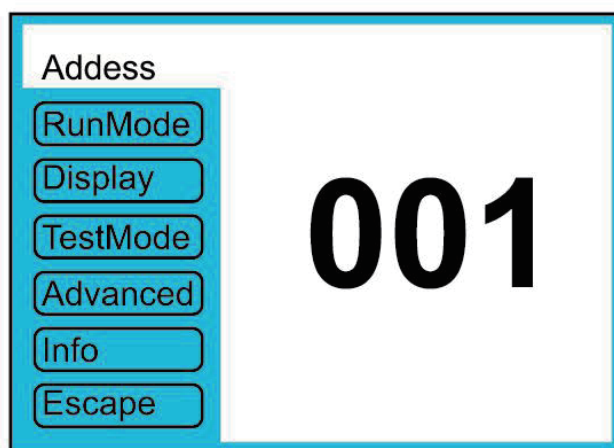 Addess
RunMode
Display
TestMode
Advanced
Info
Escape
001